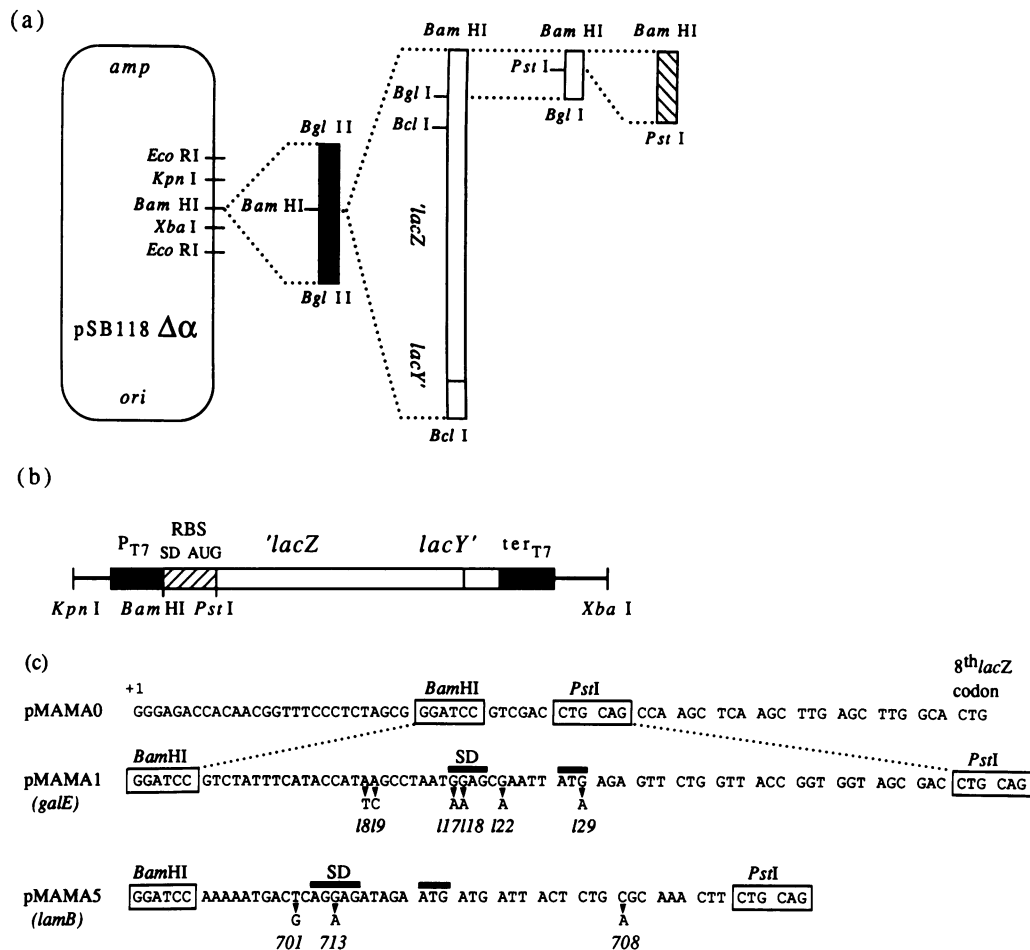 (a)
amp
Eco RI
Kpn I
Bam HI
Xba I
Eco RI
pSB118 Δα
ori
Bgl II
Bam HI
Bgl II
Bam HI
Bgl I
Bcl I
'lacZ
lacY'
Bcl I
Bam HI
Pst I
Bgl I
Bam HI
Pst I
(b)
PT7
RBS
SD AUG
'lacZ
lacY'
terT7
Kpn I
Bam HI
Pst I
Xba I
(c)
8th lacZ
codon
+1
BamHI
PstI
pMAMA0
GGGAGACCACAACGGTTTCCCTCTAGCG GGATCC GTCGAC CTG CAG CCA AGC TCA AGC TTG AGC TTG GCA CTG
BamHI
SD
PstI
pMAMA1
GGATCC GTCTATTTCATACCATAAGCCTAATGGAGCGAATT ATG AGA GTT CTG GTT ACC GGT GGT AGC GAC CTG CAG
(galE)
TC AA A A
l8l9 l17l18 l22 l29
BamHI
SD
PstI
pMAMA5
GGATCC AAAAATGACTCAGGAGATAGA ATG ATG ATT ACT CTG CGC AAA CTT CTG CAG
(lamB)
G A A
701 713 708